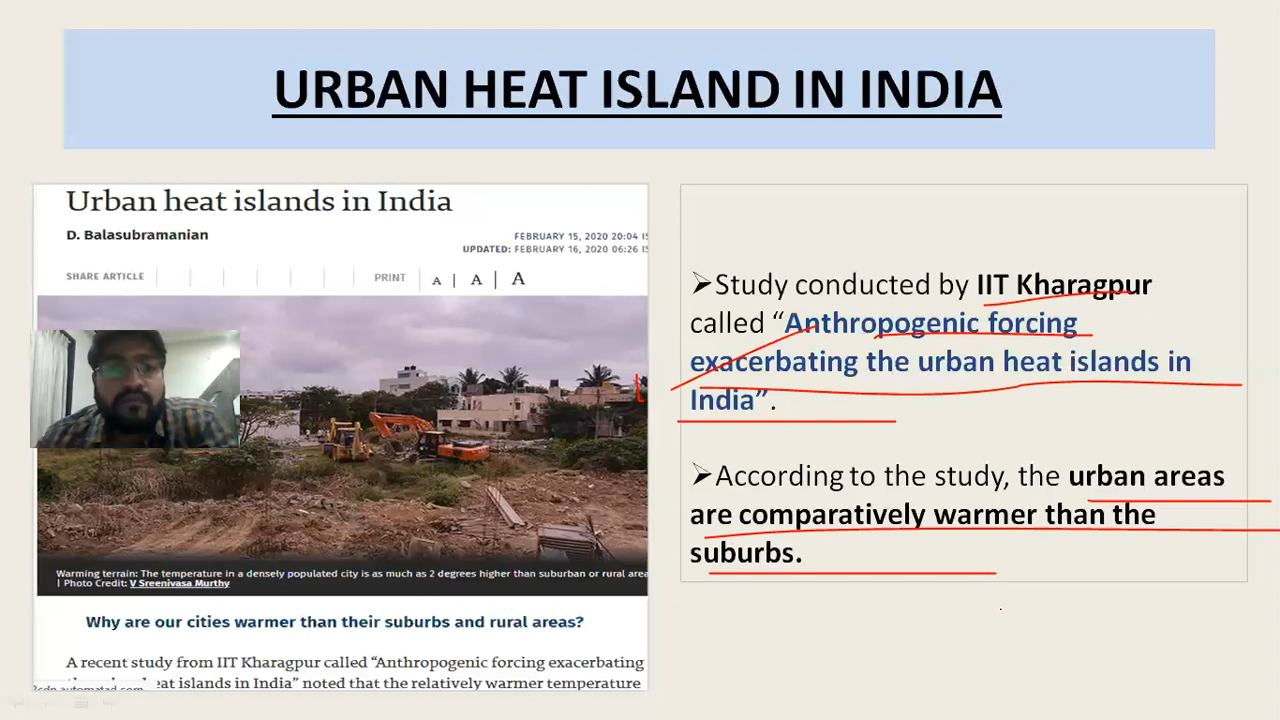 URBAN HEAT ISLAND IN INDIA
Urban heat islands in India
D. Balasubramanian
FEBRUARY 15, 2020 20:04 IS
UPDATED: FEBRUARY 16, 2020 06:26 IS
SHARE ARTICLE
PRINT A | A | A
Warming terrain: The temperature in a densely populated city is as much as 2 degrees higher than suburban or rural area
| Photo Credit: V Sreenivasa Murthy
Why are our cities warmer than their suburbs and rural areas?
A recent study from IIT Kharagpur called “Anthropogenic forcing exacerbating
eat islands in India” noted that the relatively warmer temperature
➢Study conducted by IIT Kharagpur
called “Anthropogenic forcing
exacerbating the urban heat islands in
India”.
➢According to the study, the urban areas
are comparatively warmer than the
suburbs.